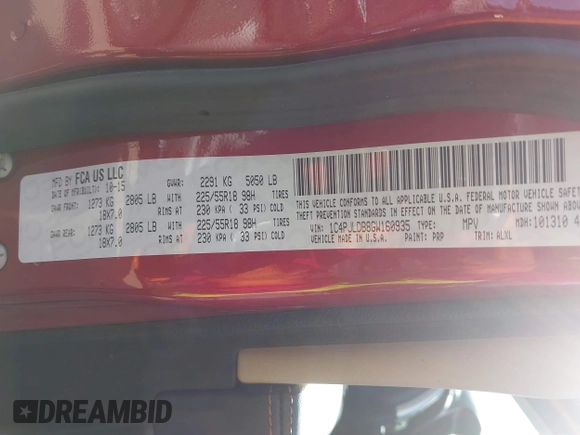 MFD BY FCA US LLC
DATE OF MFR(BUILT): 10-15 GVWR: 2291 KG 5050 LB
GAWR FRONT: 1273 KG 2805 LB WITH 225/55R18 98H TIRES
18X7.0 RIMS AT 230 KPA ( 33 PSI) COLD
GAWR REAR: 1273 KG 2805 LB WITH 225/55R18 98H TIRES
18X7.0 RIMS AT 230 KPA ( 33 PSI) COLD
THIS VEHICLE CONFORMS TO ALL APPLICABLE U.S.A. FEDERAL MOTOR VEHICLE SAFETY
THEFT PREVENTION STANDARDS IN EFFECT ON THE DATE OF MANUFACTURE SHOWN
VIN: 1C4PJLDB8GW160935 TYPE: MPV MDH: 101310 4
VEHICLE MADE IN U.S.A. PAINT: PRP TRIM: ALXL
DREAMBID